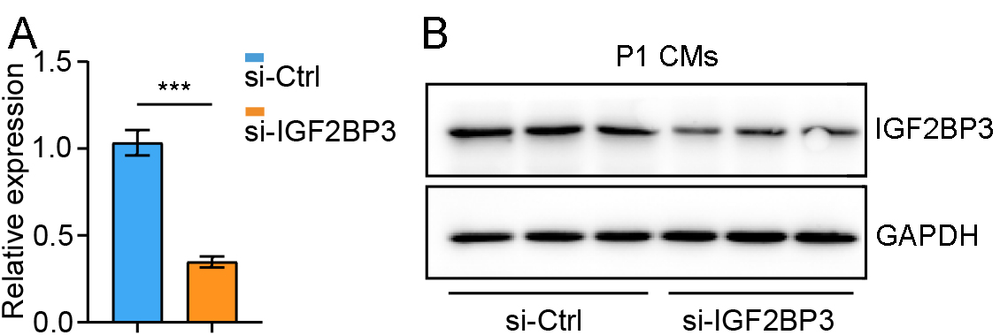 A
Relative expression
1.5
1.0
0.5
0.0
***
si-Ctrl
si-IGF2BP3
B
P1 CMs
IGF2BP3
GAPDH
si-Ctrl
si-IGF2BP3